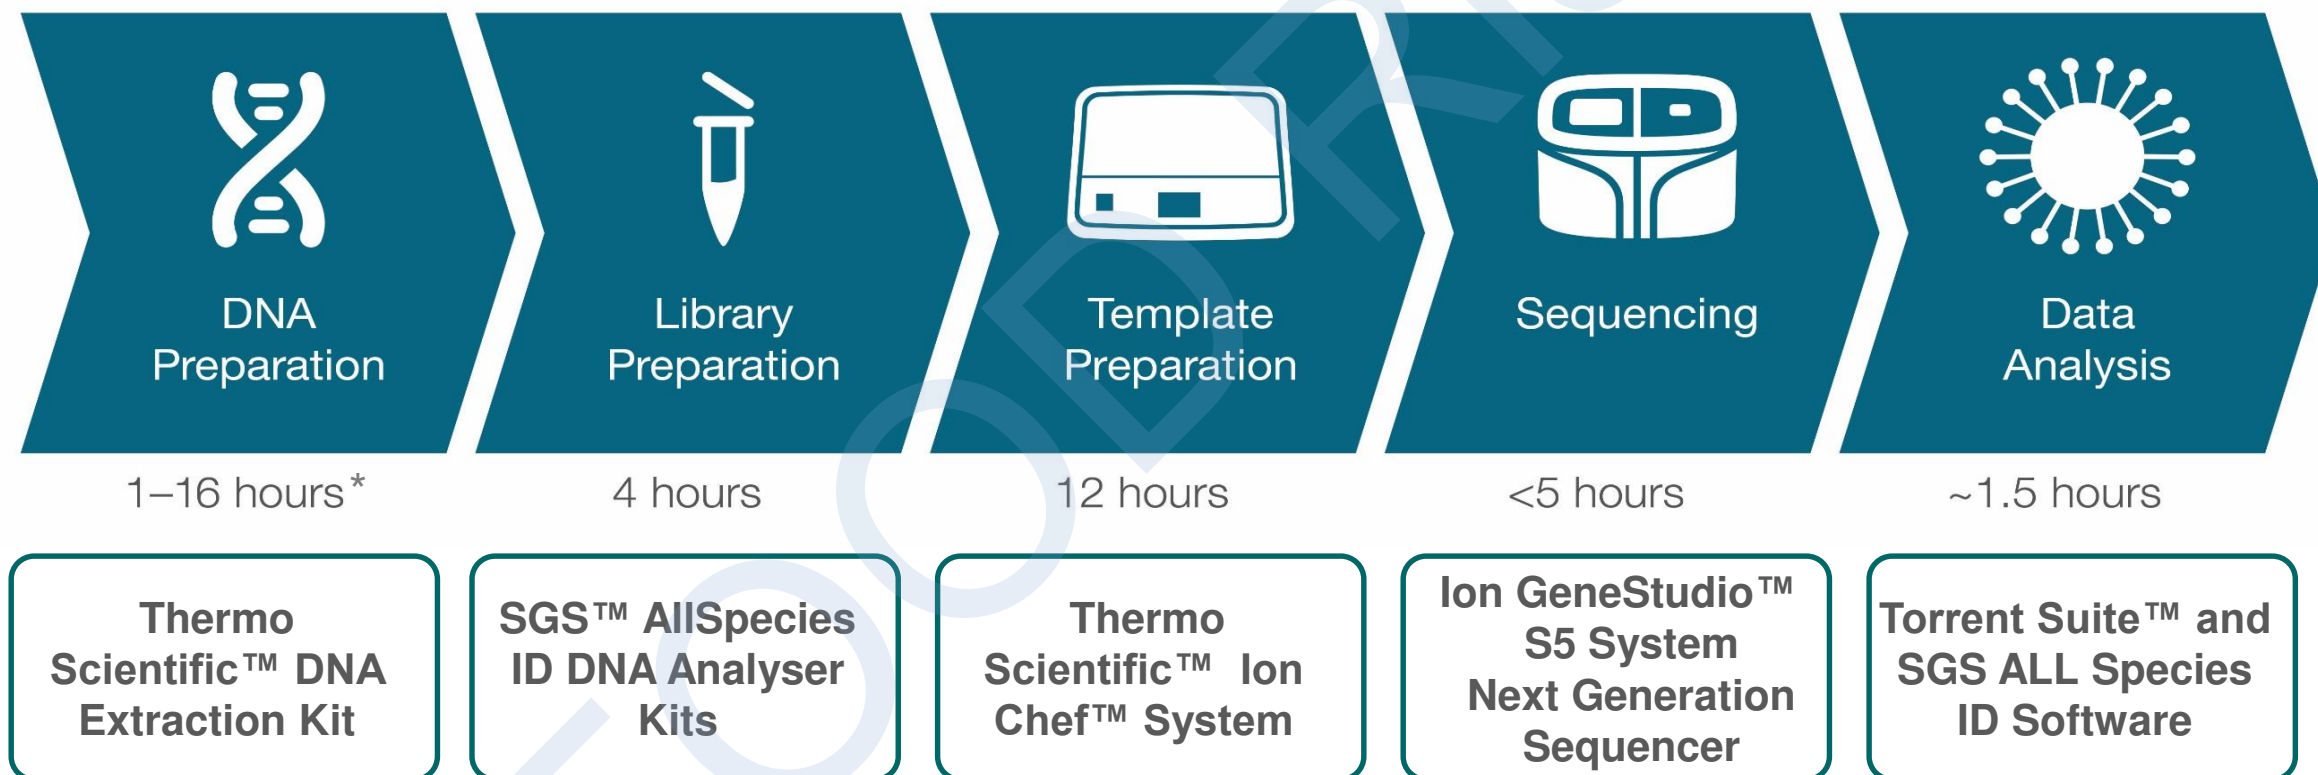 DNA
Preparation
Library
Preparation
Template
Preparation
Sequencing
Data
Analysis
1–16 hours*
4 hours
12 hours
<5 hours
~1.5 hours
Thermo
Scientific™ DNA
Extraction Kit
SGS™ AllSpecies
ID DNA Analyser
Kits
Thermo
Scientific™ Ion
Chef™ System
Ion GeneStudio™
S5 System
Next Generation
Sequencer
Torrent Suite™ and
SGS ALL Species
ID Software